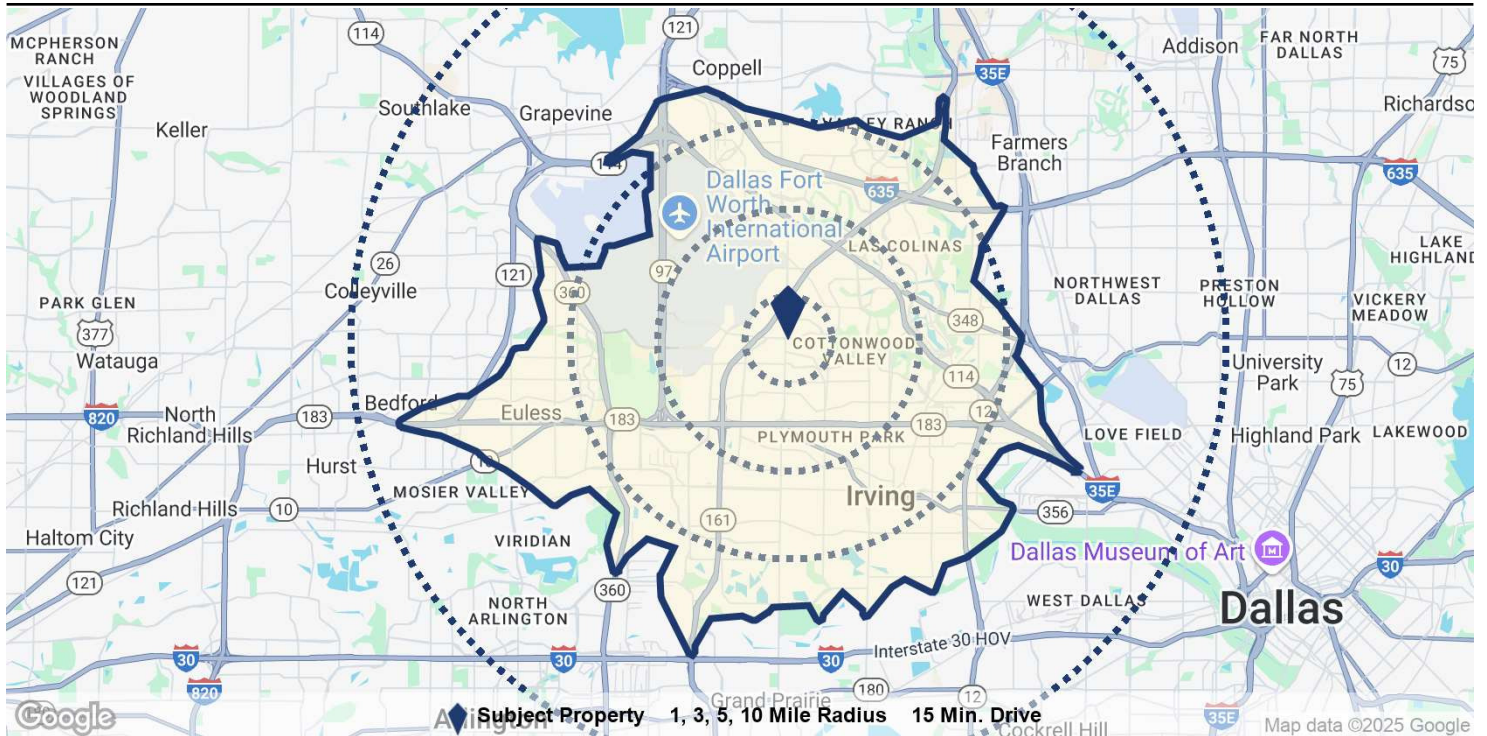 121
114
MCPHERSON
RANCH
VILLAGES OF
WOODLAND
SPRINGS
Keller
Southlake
Grapevine
Coppell
Addison
FAR NORTH
DALLAS
75
35E
Richardso
VALLEY RANCH
Farmers
Branch
114
635
635
Dallas Fort
Worth
International
Airport
LAS COLINAS
26
121
97
360
Colleyville
NORTHWEST
DALLAS
PRESTON
HOLLOW
LAKE
HIGHLAND
PARK GLEN
377
Watauga
VICKERY
MEADOW
348
COTTONWOOD
VALLEY
12
University
Park
114
75
Bedford
North
Richland Hills
820
183
Euless
183
12
183
PLYMOUTH PARK
LOVE FIELD
Highland Park
LAKEWOOD
Hurst
10
MOSIER VALLEY
Irving
35E
356
Richland Hills
10
161
Haltom City
VIRIDIAN
Dallas Museum of Art
121
30
360
NORTH
ARLINGTON
WEST DALLAS
Dallas
Interstate 30 HOV
30
30
30
820
Grand Prairie
180
12
35E
Google
Arlington
Subject Property
1, 3, 5, 10 Mile Radius
15 Min. Drive
Cockrell Hill
Map data ©2025 Google